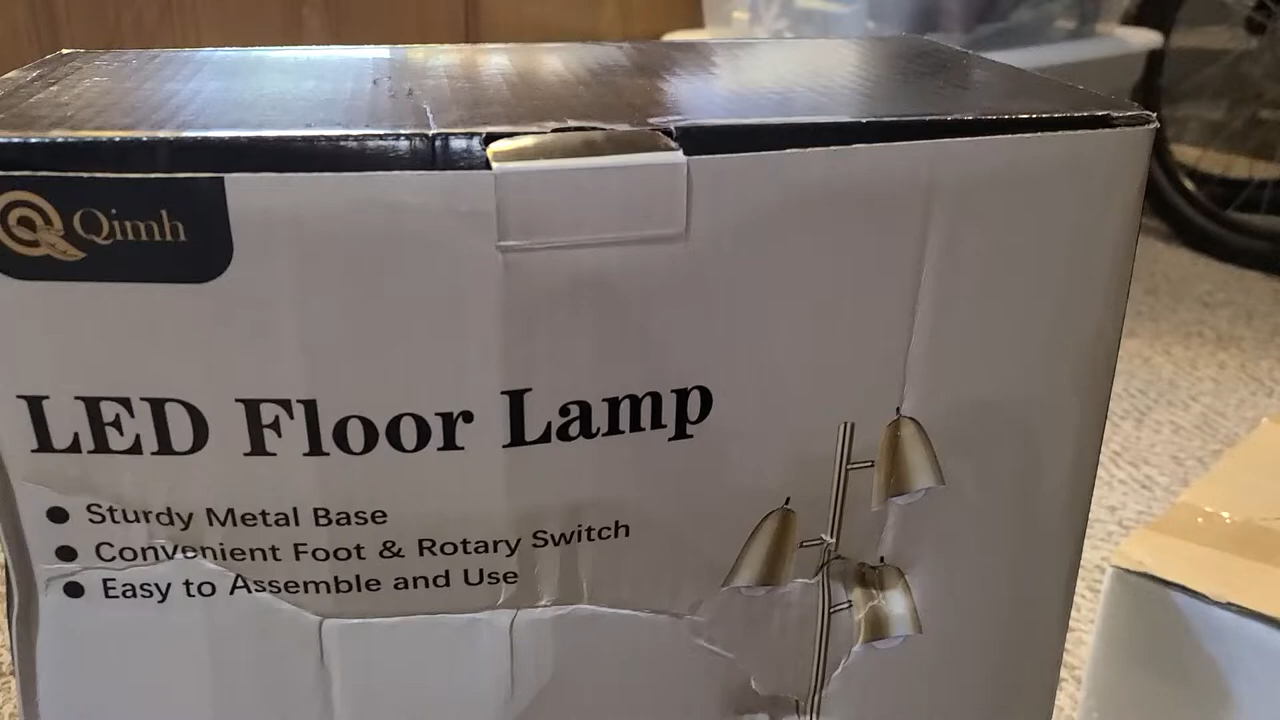 Qimh
LED Floor Lamp
● Sturdy Metal Base
● Convenient Foot & Rotary Switch
● Easy to Assemble and Use